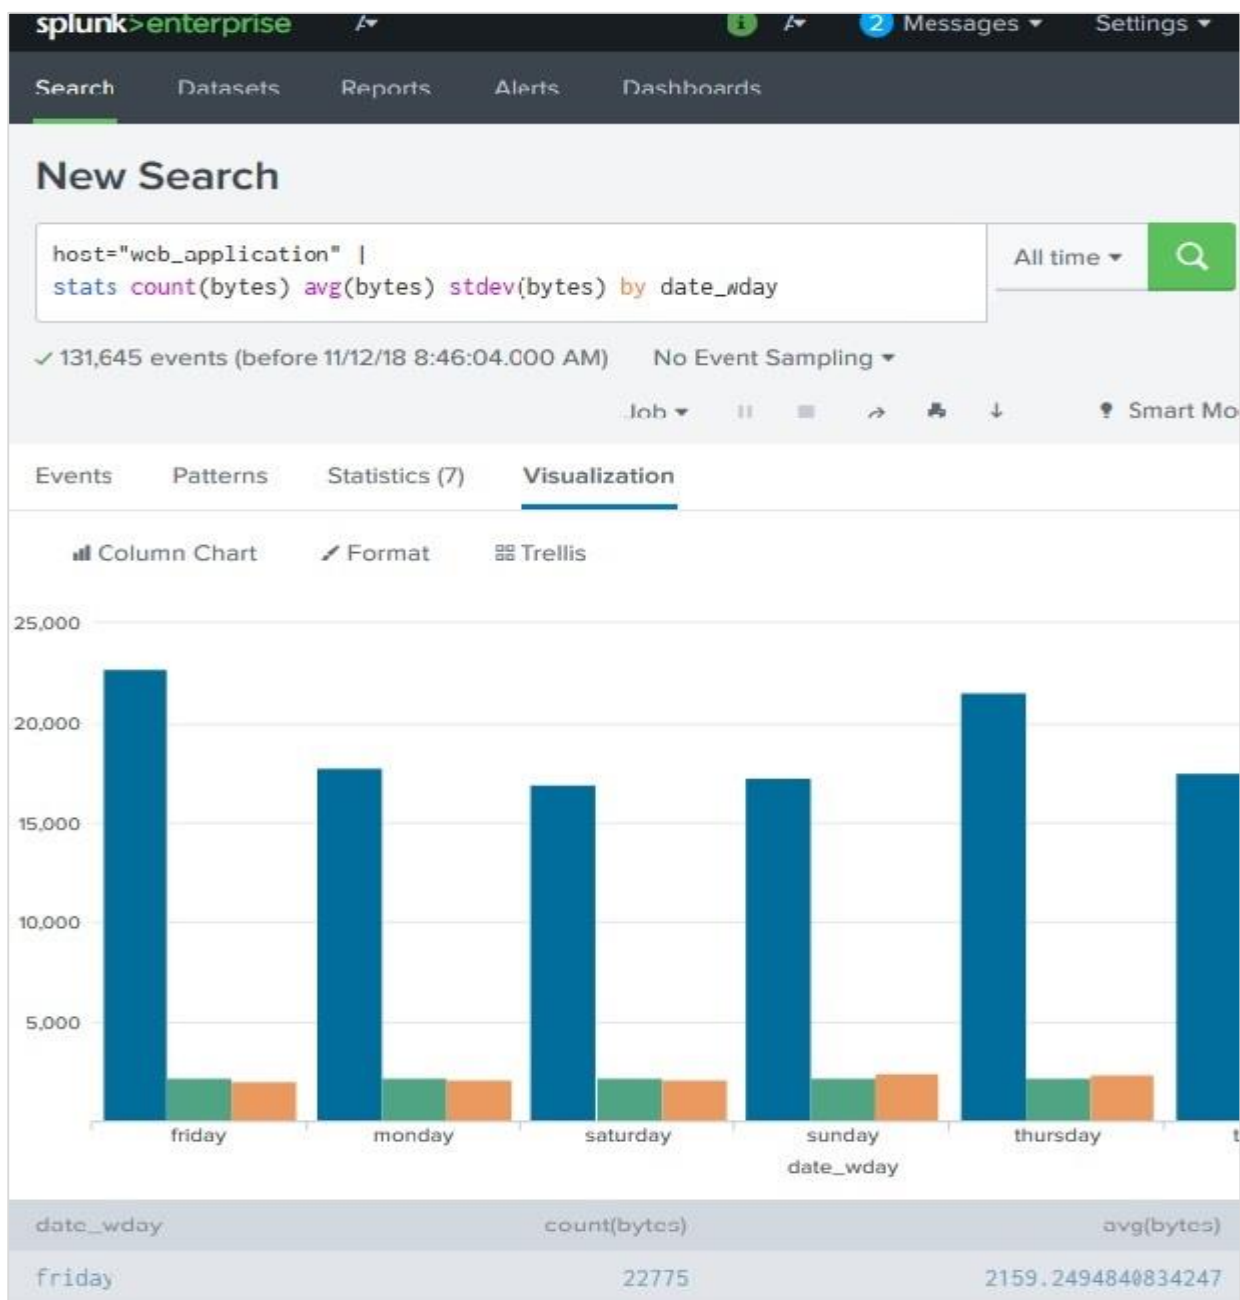 splunk>enterprise
2 Messages Settings
Search Datasets Reports Alerts Dashboards
New Search
host="web_application" |
stats count(bytes) avg(bytes) stdev(bytes) by date_wday
All time
131,645 events (before 11/12/18 8:46:04.000 AM) No Event Sampling
Job Smart Mo
Events Patterns Statistics (7) Visualization
Column Chart Format Trellis
25,000
20,000
15,000
10,000
5,000
friday monday saturday sunday thursday t
date_wday
date_wday count(bytes) avg(bytes)
friday 22775 2159.2494840834247